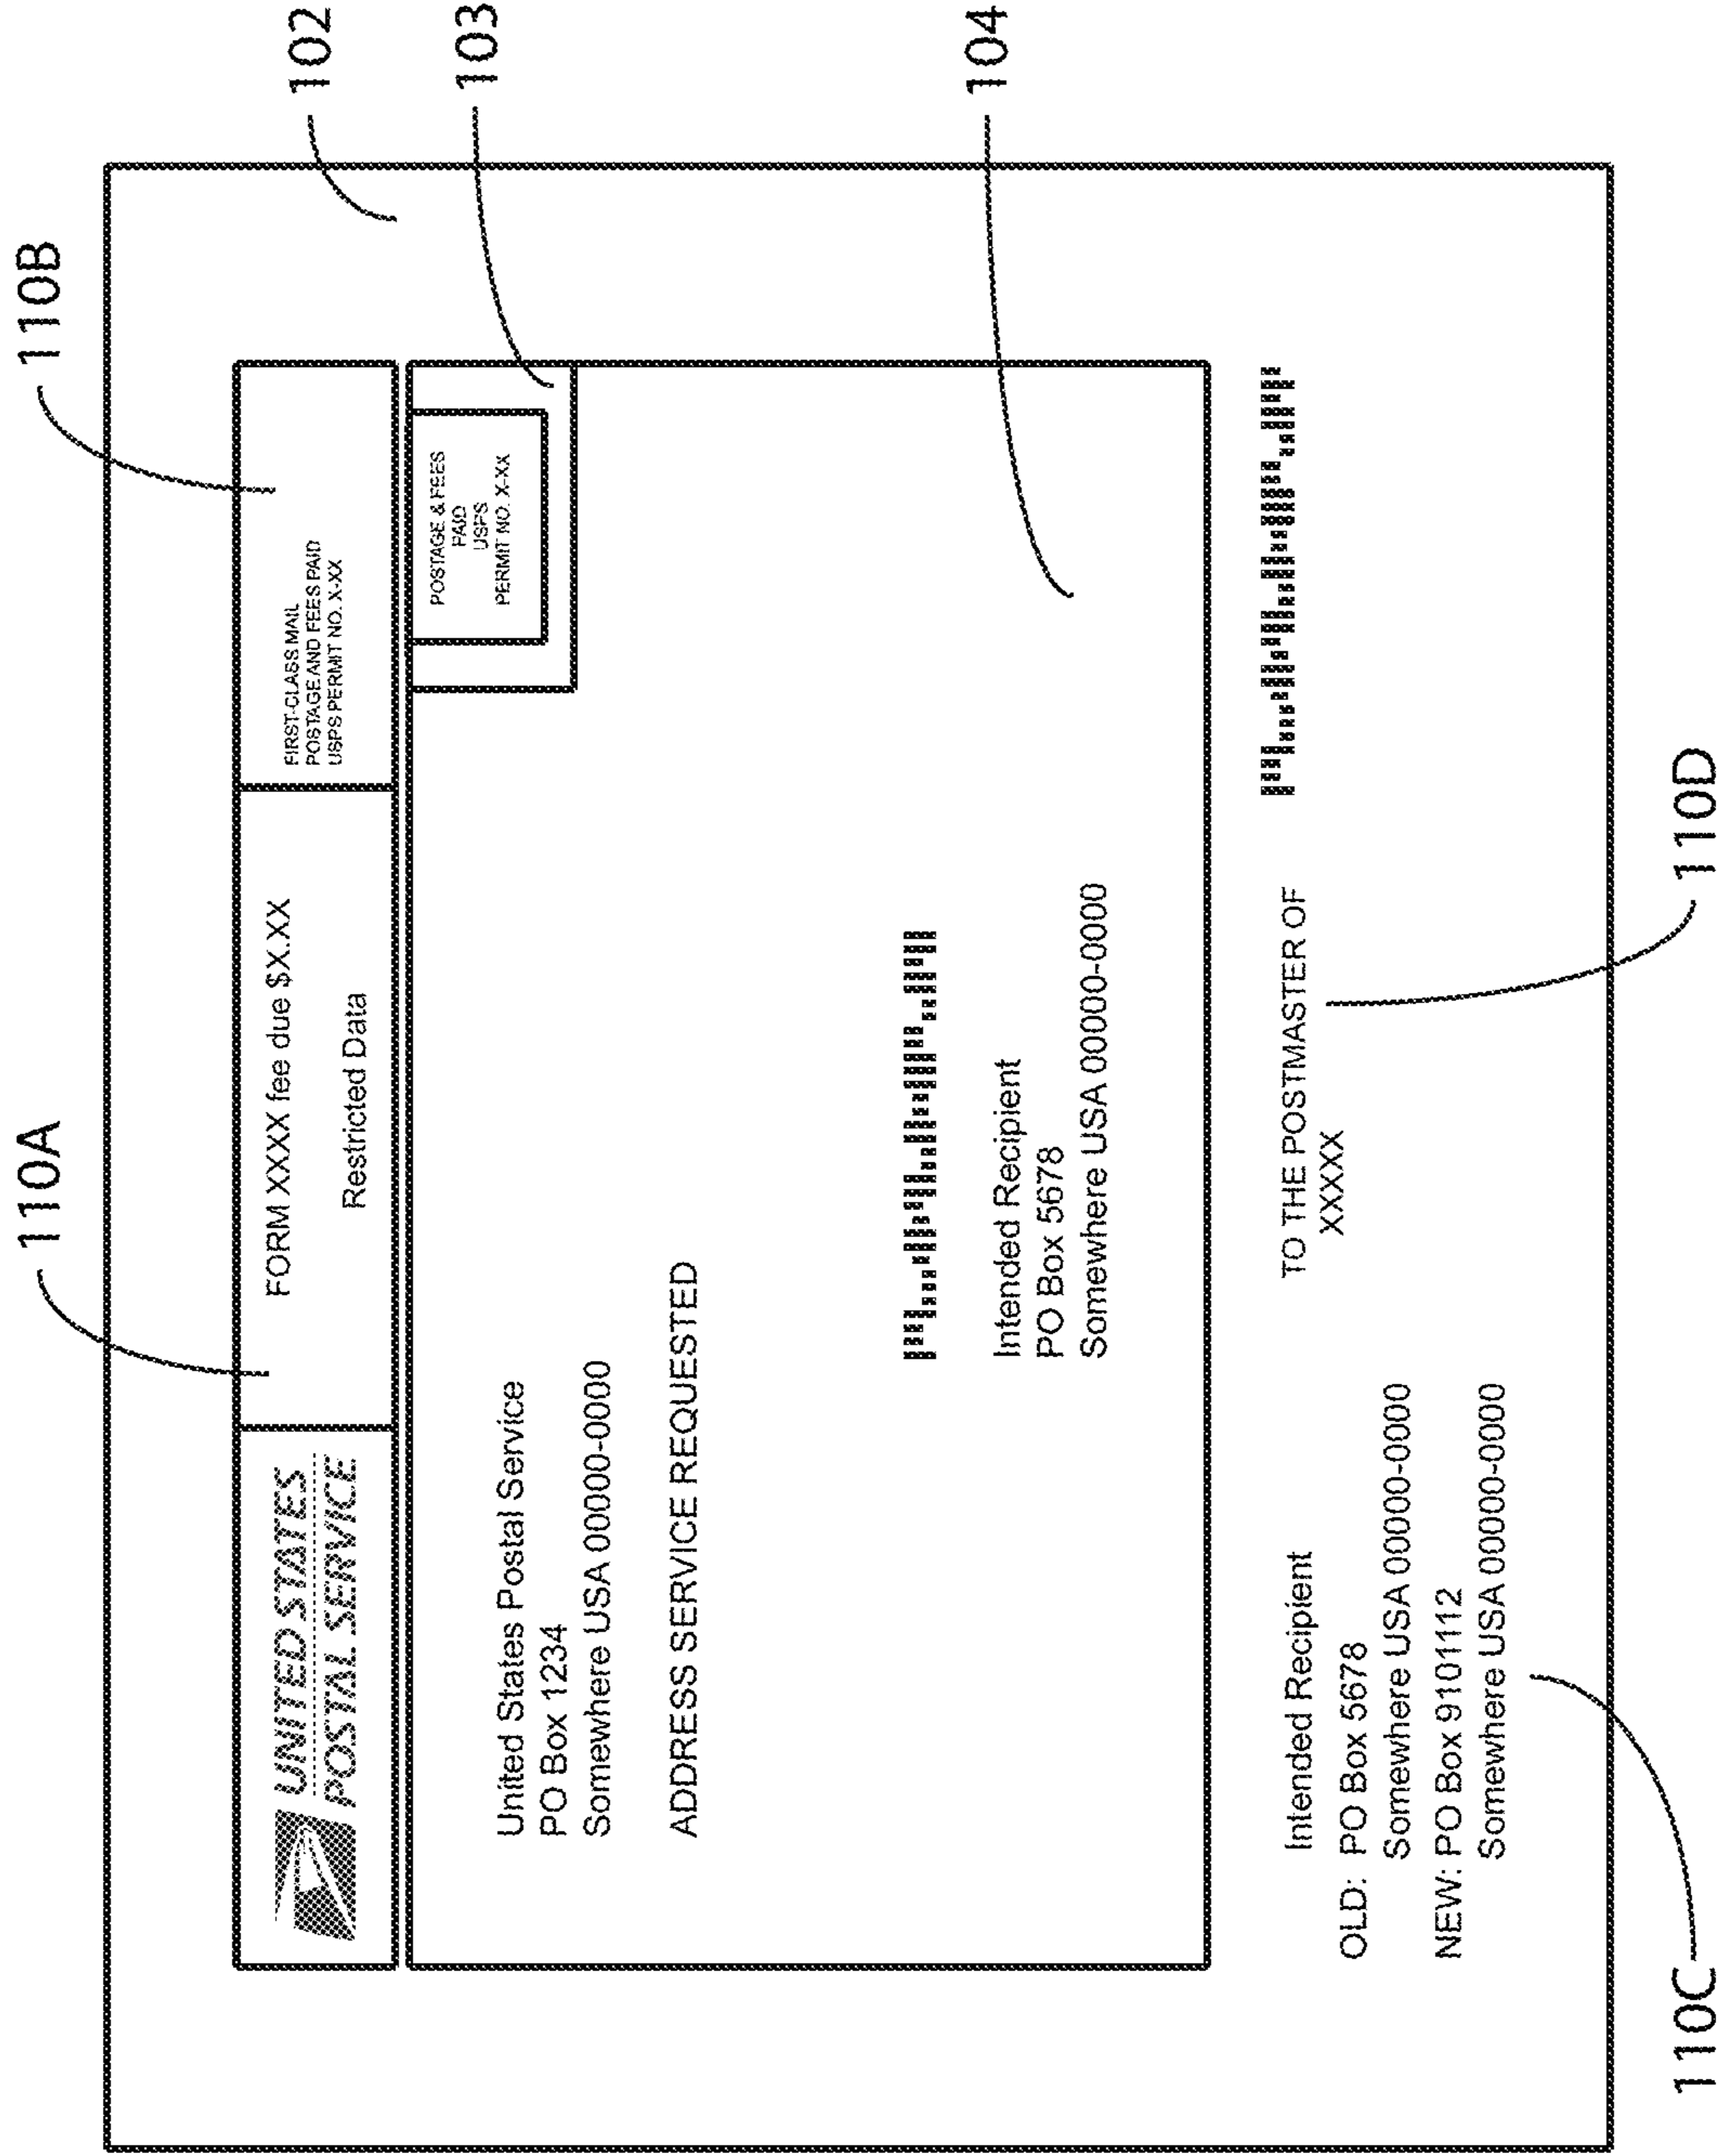 110A
110B
102
103
104
UNITED STATES
POSTAL SERVICE
FORM XXXX fee due $X.XX
Restricted Data
FIRST-CLASS MAIL
POSTAGE AND FEES PAID
USPS PERMIT NO. X-XX
POSTAGE & FEES
PAID
USPS
PERMIT NO. X-XX
United States Postal Service
PO Box 1234
Somewhere USA 00000-0000
ADDRESS SERVICE REQUESTED
Intended Recipient
PO Box 5678
Somewhere USA 00000-0000
Intended Recipient
OLD: PO Box 5678
Somewhere USA 00000-0000
NEW: PO Box 9101112
Somewhere USA 00000-0000
TO THE POSTMASTER OF
XXXXX
110C
110D